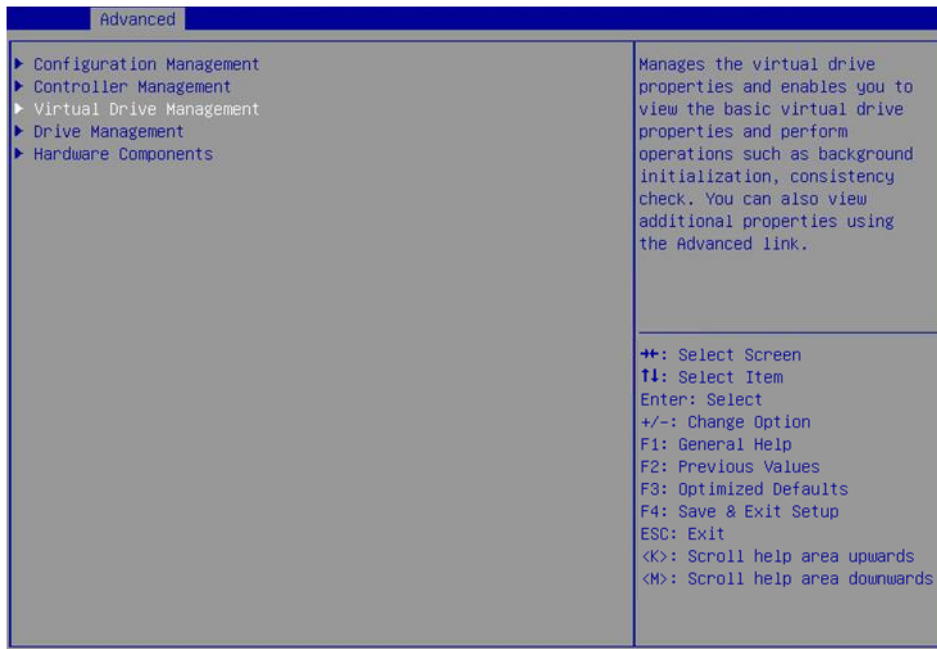 Advanced
Configuration Management
Controller Management
Virtual Drive Management
Drive Management
Hardware Components
Manages the virtual drive
properties and enables you to
view the basic virtual drive
properties and perform
operations such as background
initialization, consistency
check. You can also view
additional properties using
the Advanced link.
→←: Select Screen
↑↓: Select Item
Enter: Select
+/-: Change Option
F1: General Help
F2: Previous Values
F3: Optimized Defaults
F4: Save & Exit Setup
ESC: Exit
<K>: Scroll help area upwards
<M>: Scroll help area downwards